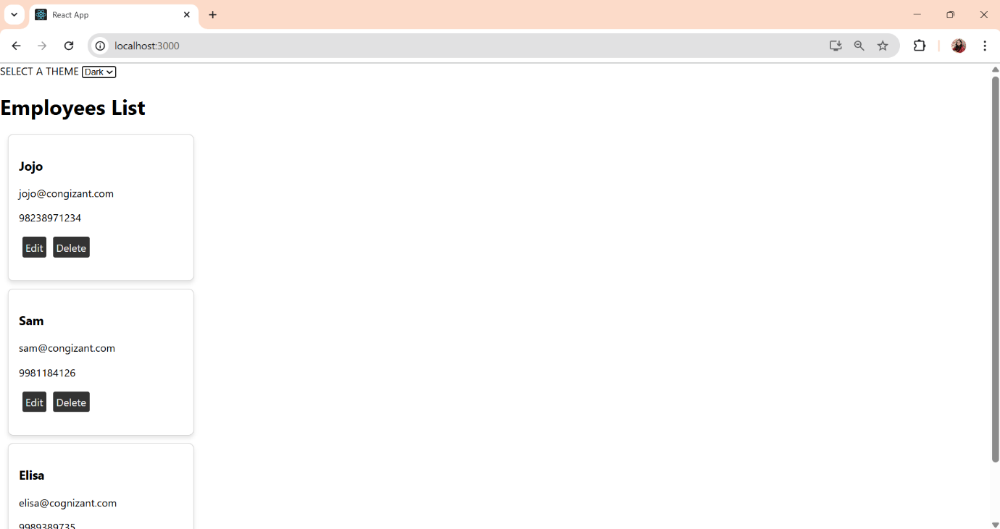 React App
localhost:3000
SELECT A THEME Dark
Employees List
Jojo
jojo@congizant.com
98238971234
Edit Delete
Sam
sam@congizant.com
9981184126
Edit Delete
Elisa
elisa@cognizant.com
9989389735